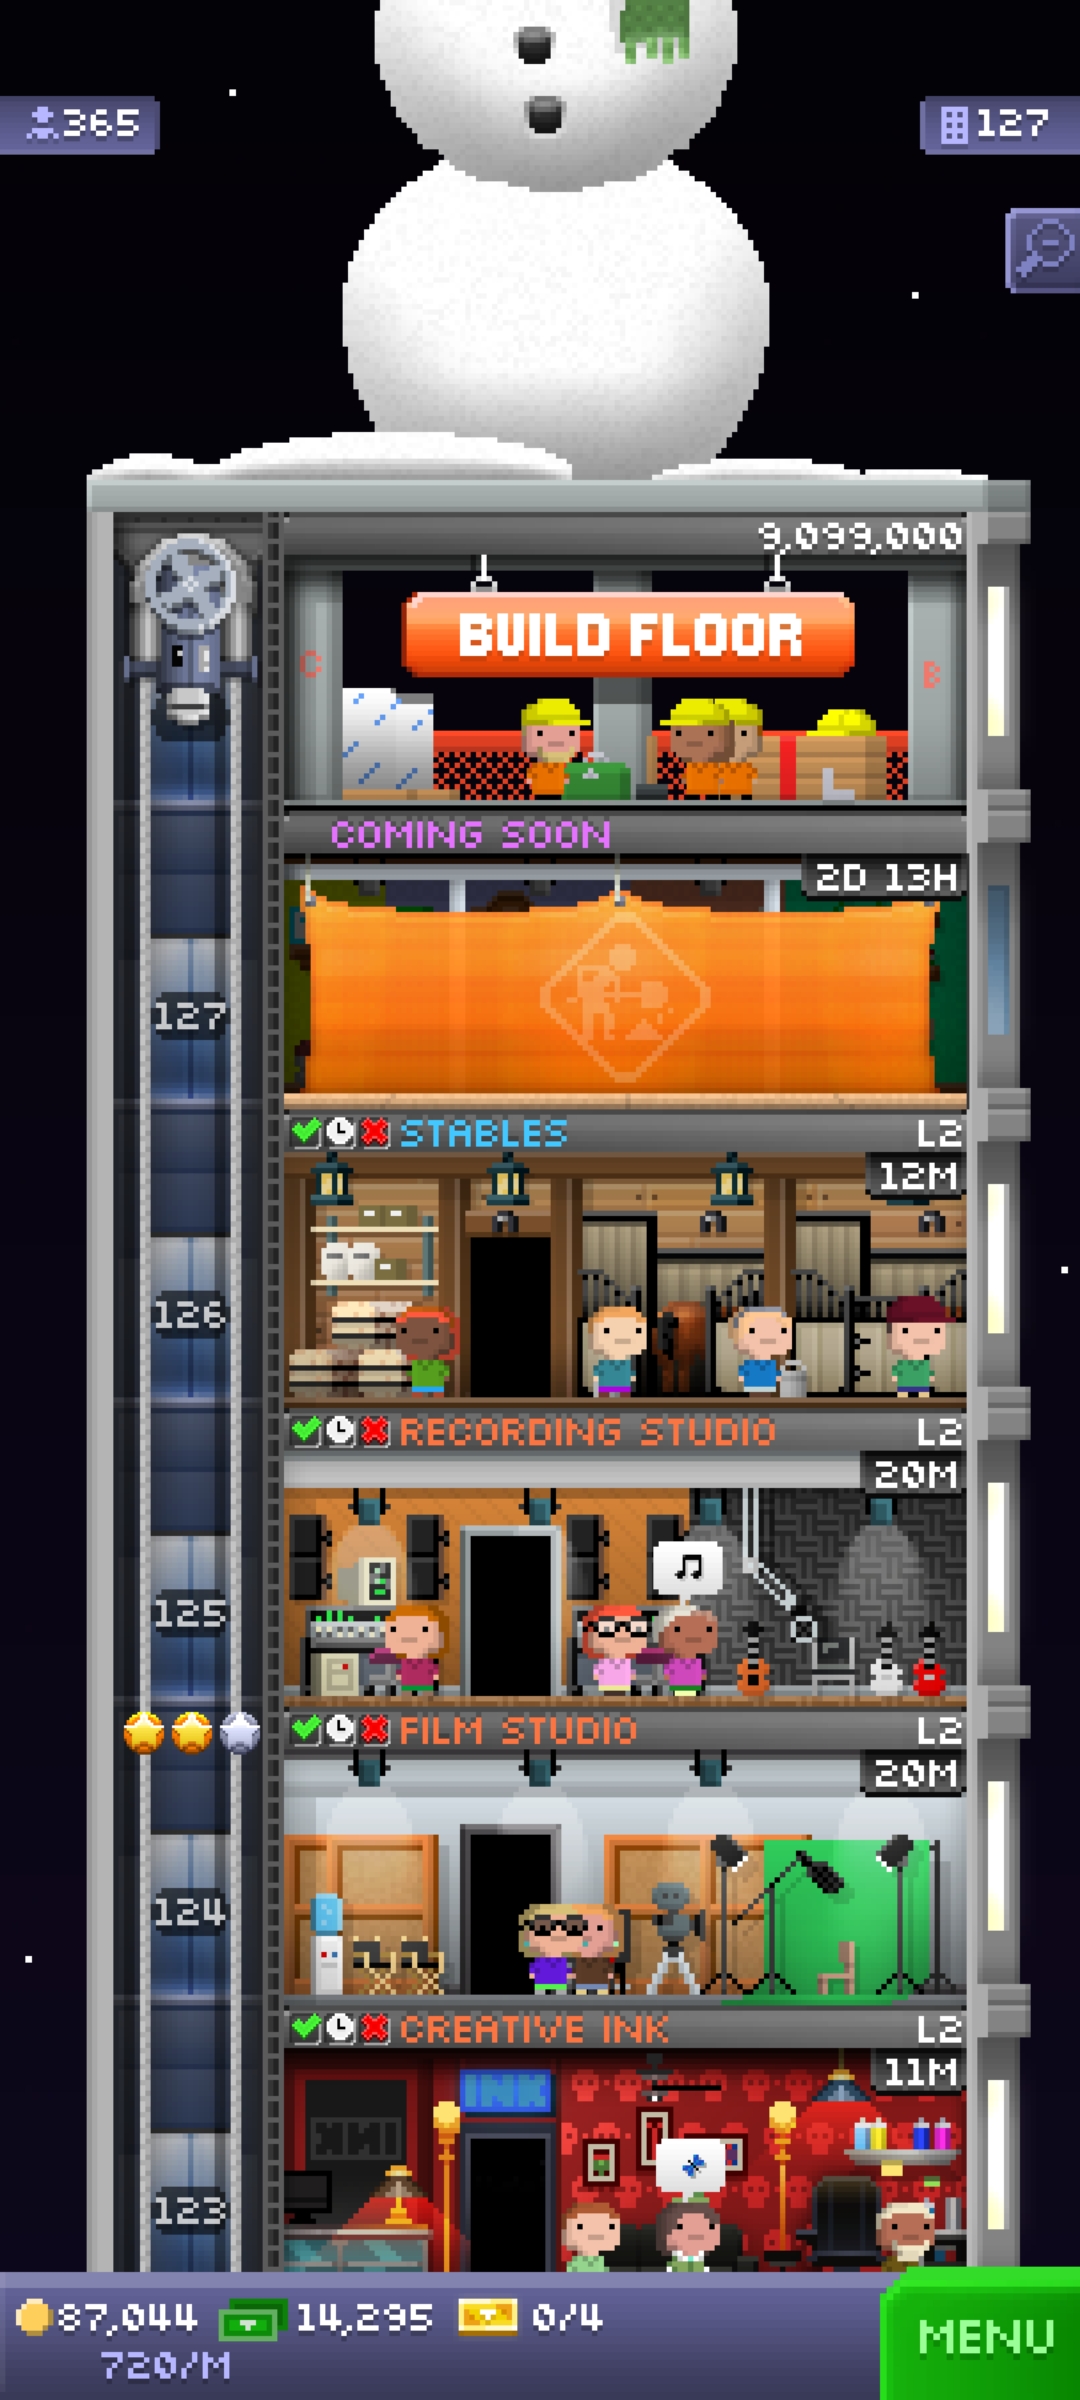 365
127
9,099,000
BUILD FLOOR
C
B
COMING SOON
2D 13H
127
STABLES L2
12M
126
RECORDING STUDIO L2
20M
125
FILM STUDIO L2
20M
124
CREATIVE INK L2
11M
INK
INK
123
87,044 14,295 0/4
720/M
MENU